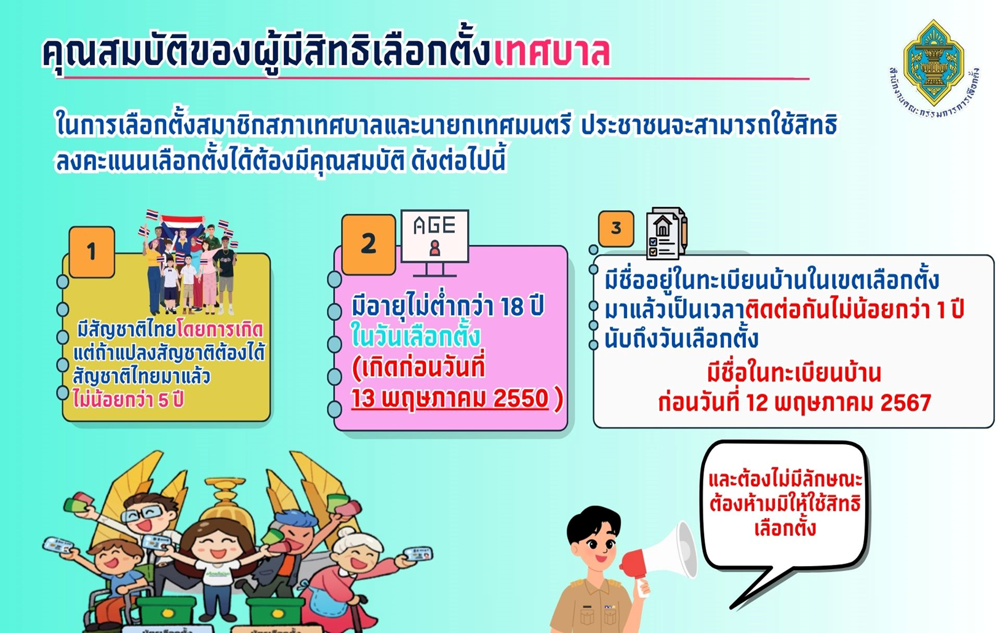 คุณสมบัติของผู้มีสิทธิเลือกตั้งเทศบาล
สำนักงานคณะกรรมการการเลือกตั้ง
ในการเลือกตั้งสมาชิกสภาเทศบาลและนายกเทศมนตรี ประชาชนจะสามารถใช้สิทธิ
ลงคะแนนเลือกตั้งได้ต้องมีคุณสมบัติ ดังต่อไปนี้
1
มีสัญชาติไทยโดยการเกิด
แต่ถ้าแปลงสัญชาติต้องได้
สัญชาติไทยมาแล้ว
ไม่น้อยกว่า 5 ปี
2
AGE
มีอายุไม่ต่ำกว่า 18 ปี
ในวันเลือกตั้ง
(เกิดก่อนวันที่
13 พฤษภาคม 2550 )
3
มีชื่ออยู่ในทะเบียนบ้านในเขตเลือกตั้ง
มาแล้วเป็นเวลาติดต่อกันไม่น้อยกว่า 1 ปี
นับถึงวันเลือกตั้ง
มีชื่อในทะเบียนบ้าน
ก่อนวันที่ 12 พฤษภาคม 2567
และต้องไม่มีลักษณะ
ต้องห้ามมิให้ใช้สิทธิ
เลือกตั้ง
บัตรเลือกตั้ง
บัตรเลือกตั้ง